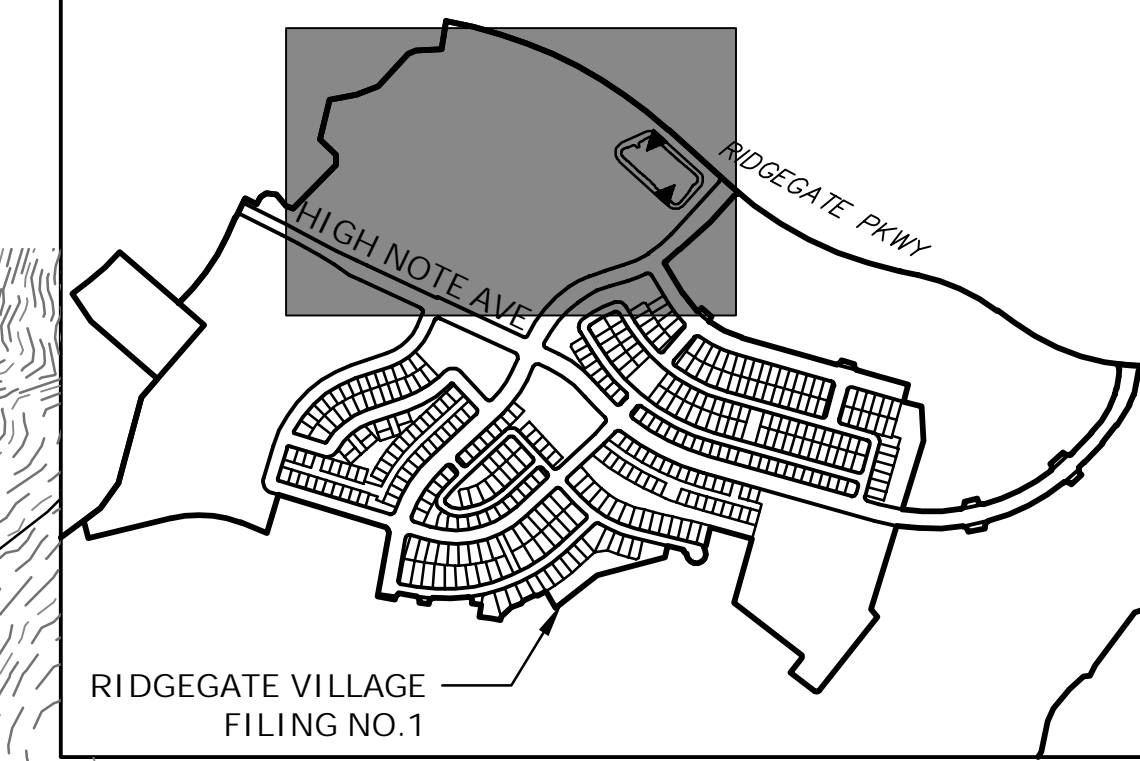 RIDGEGATE PKWY
HIGH NOTE AVE
RIDGEGATE VILLAGE
FILING NO.1